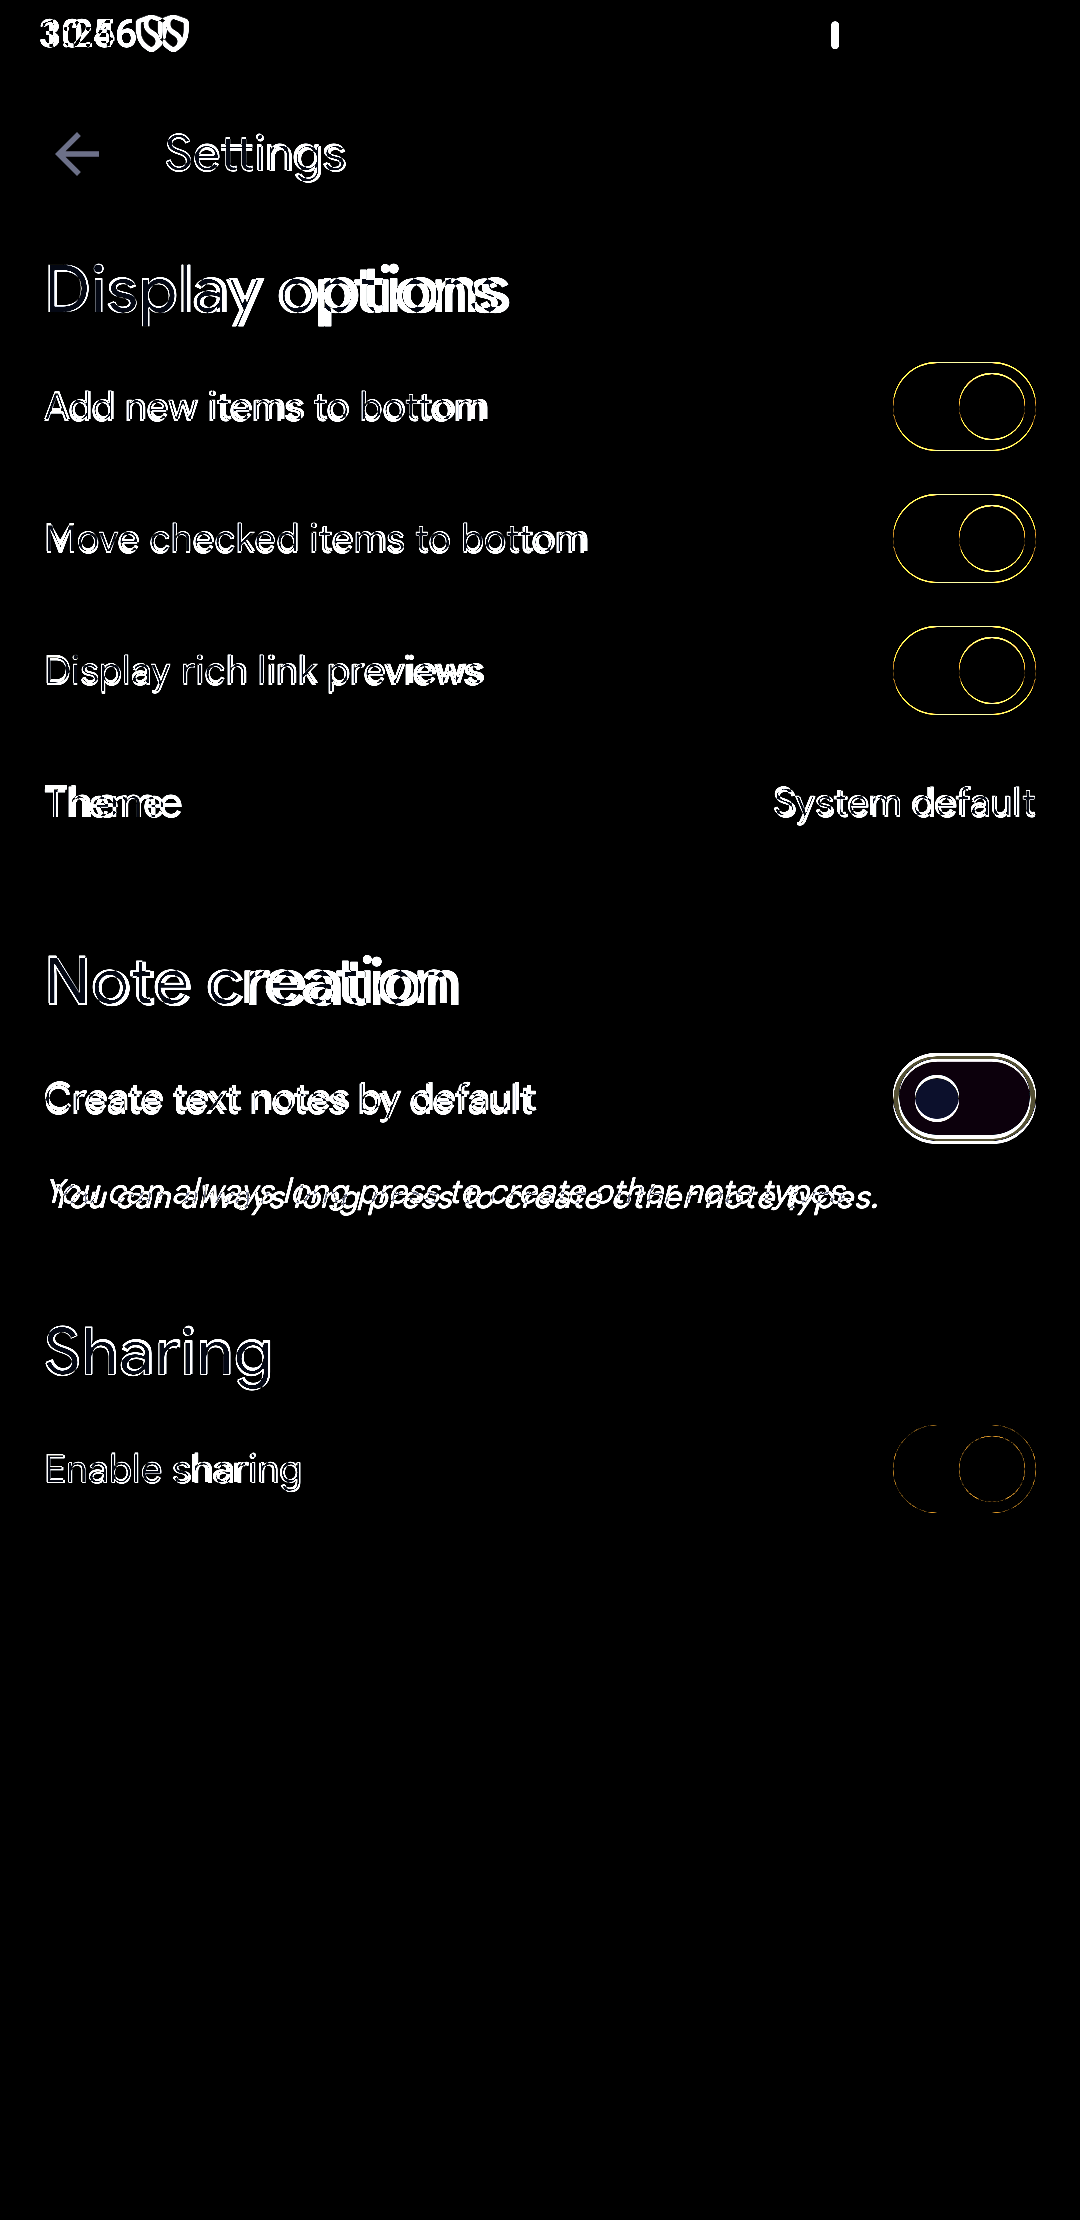 Settings
Display options
Add new items to bottom
Move checked items to bottom
Display rich link previews
Theme
System default
Note creation
Create text notes by default
You can always long press to create other note types.
Sharing
Enable sharing